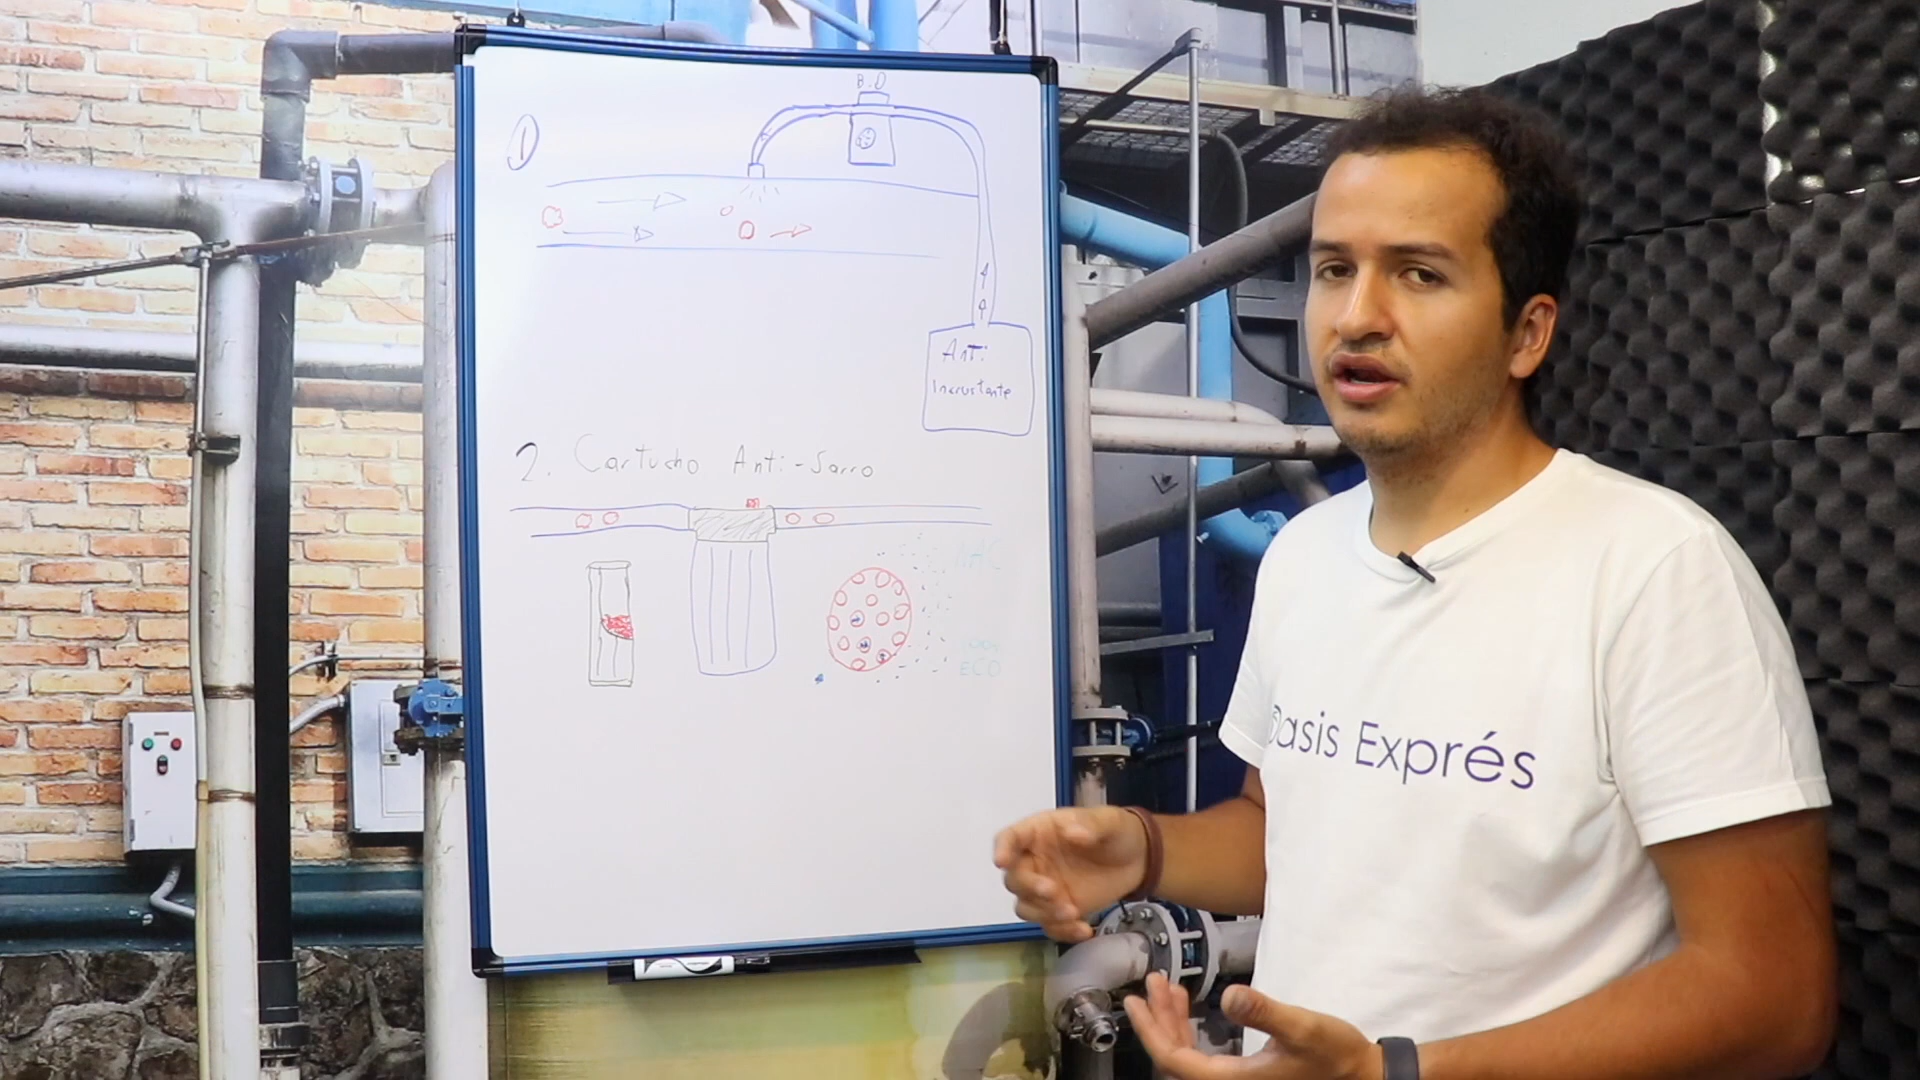 B.D
1
Anti
Incrustante
2. Cartucho Anti-Sarro
ECO
Oasis Exprés